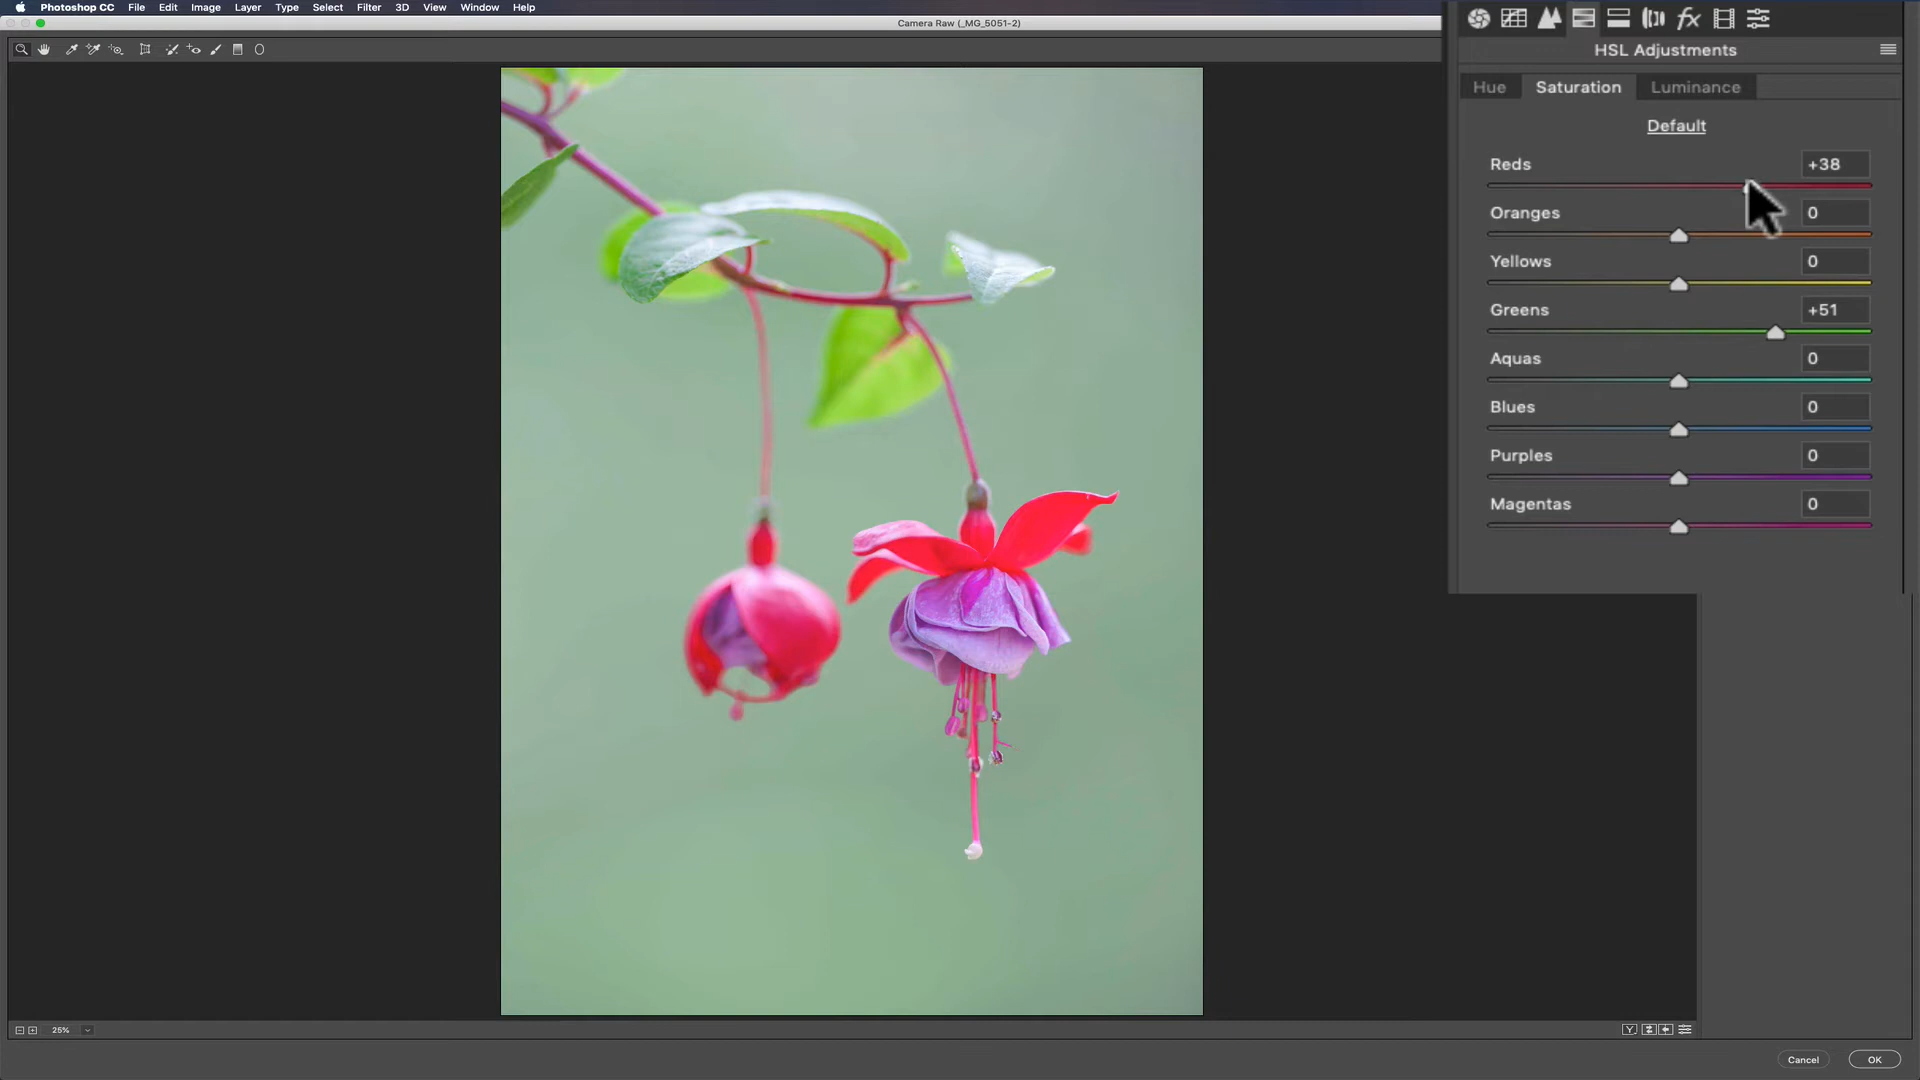 Photoshop CC File Edit Image Layer Type Select Filter 3D View Window Help
Camera Raw (_MG_5051-2)
fx
HSL Adjustments
Hue Saturation Luminance
Default
Reds +38
Oranges 0
Yellows 0
Greens +51
Aquas 0
Blues 0
Purples 0
Magentas 0
25% Y
Cancel OK